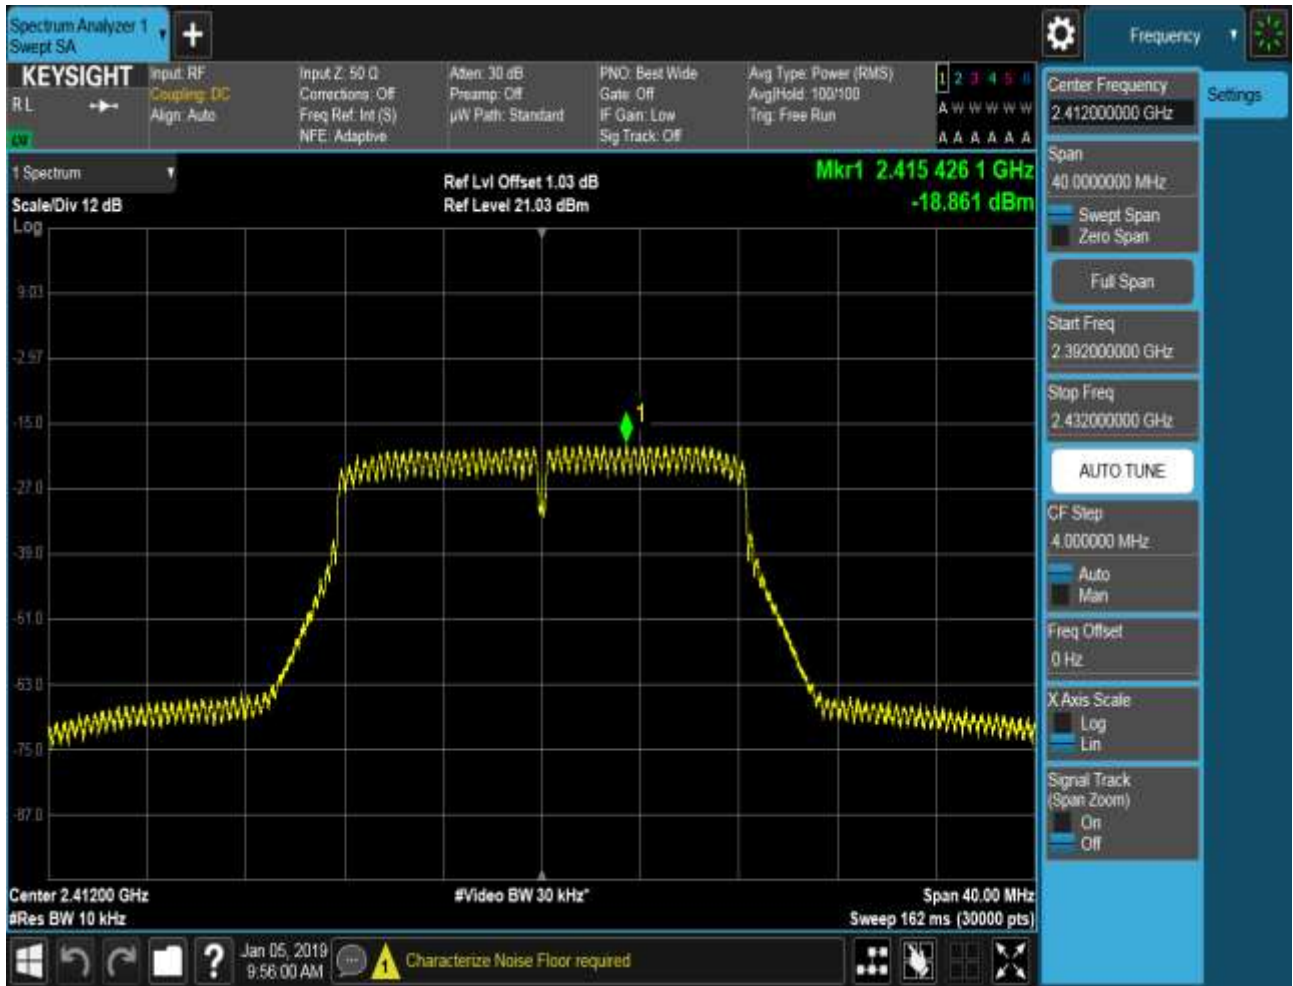 Spectrum Analyzer 1
Swept SA
+
Frequency
KEYSIGHT
R L
Input: RF
Coupling: DC
Align: Auto
Input Z: 50 Ω
Corrections: Off
Freq Ref: Int (S)
NFE: Adaptive
Atten: 30 dB
Preamp: Off
µW Path: Standard
PNO: Best Wide
Gate: Off
IF Gain: Low
Sig Track: Off
Avg Type: Power (RMS)
Avg|Hold: 100/100
Trig: Free Run
1 2 3 4 5 6
A W W W W W
A A A A A A
1 Spectrum
Scale/Div 12 dB
Log
Ref Lvl Offset 1.03 dB
Ref Level 21.03 dBm
Mkr1 2.415 426 1 GHz
-18.861 dBm
1
9.03
-2.97
-15.0
-27.0
-39.0
-51.0
-63.0
-75.0
-87.0
Center 2.41200 GHz
#Res BW 10 kHz
#Video BW 30 kHz*
Span 40.00 MHz
Sweep 162 ms (30000 pts)
Center Frequency
2.412000000 GHz
Settings
Span
40.0000000 MHz
Swept Span
Zero Span
Full Span
Start Freq
2.392000000 GHz
Stop Freq
2.432000000 GHz
AUTO TUNE
CF Step
4.000000 MHz
Auto
Man
Freq Offset
0 Hz
X Axis Scale
Log
Lin
Signal Track
(Span Zoom)
On
Off
?
Jan 05, 2019
9:56:00 AM
1
Characterize Noise Floor required